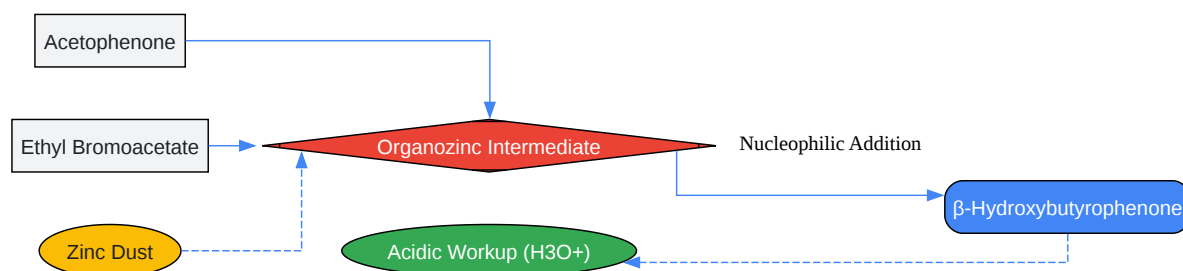 Acetophenone
Ethyl Bromoacetate
Organozinc Intermediate
Nucleophilic Addition
β-Hydroxybutyrophenone
Zinc Dust
Acidic Workup (H3O+)